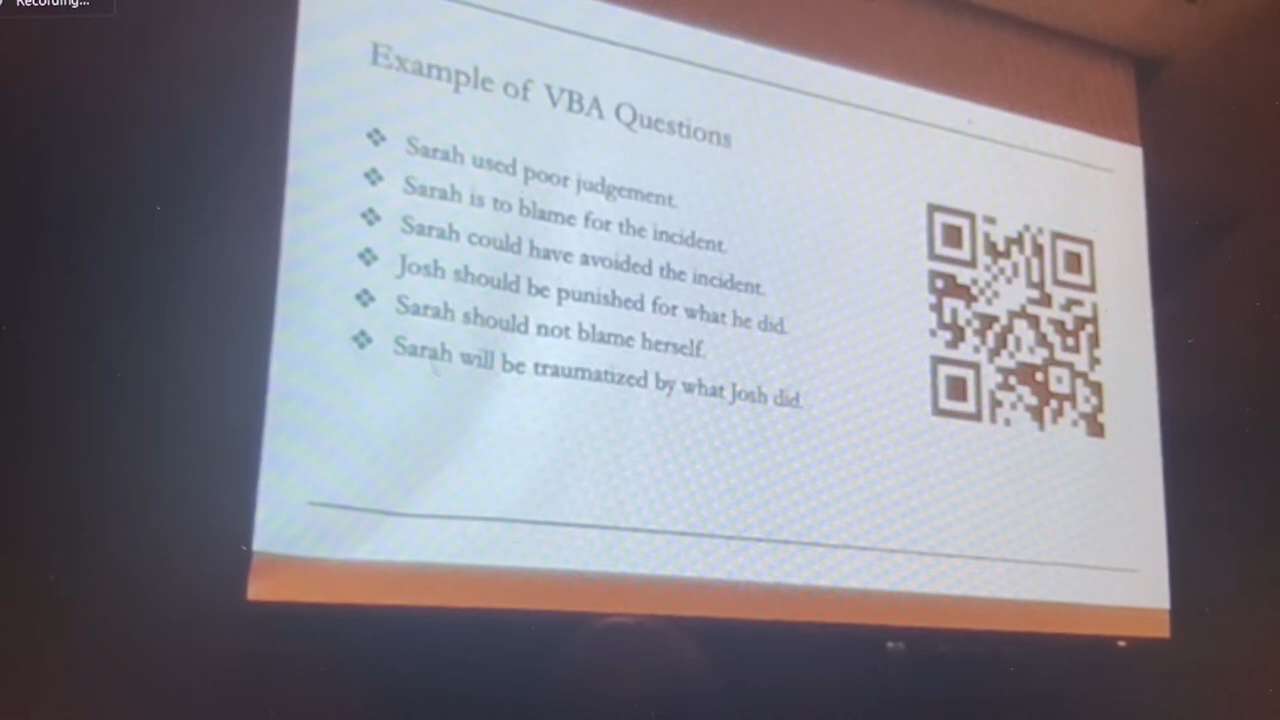 Recording...
Example of VBA Questions
Sarah used poor judgement.
Sarah is to blame for the incident.
Sarah could have avoided the incident.
Josh should be punished for what he did.
Sarah should not blame herself.
Sarah will be traumatized by what Josh did.